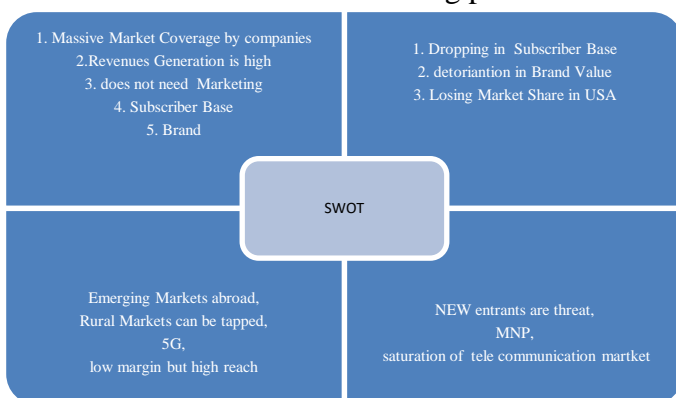 1. Massive Market Coverage by companies
2.Revenues Generation is high
3. does not need Marketing
4. Subscriber Base
5. Brand
1. Dropping in Subscriber Base
2. detoriantion in Brand Value
3. Losing Market Share in USA
SWOT
Emerging Markets abroad,
Rural Markets can be tapped,
5G,
low margin but high reach
NEW entrants are threat,
MNP,
saturation of tele communication martket